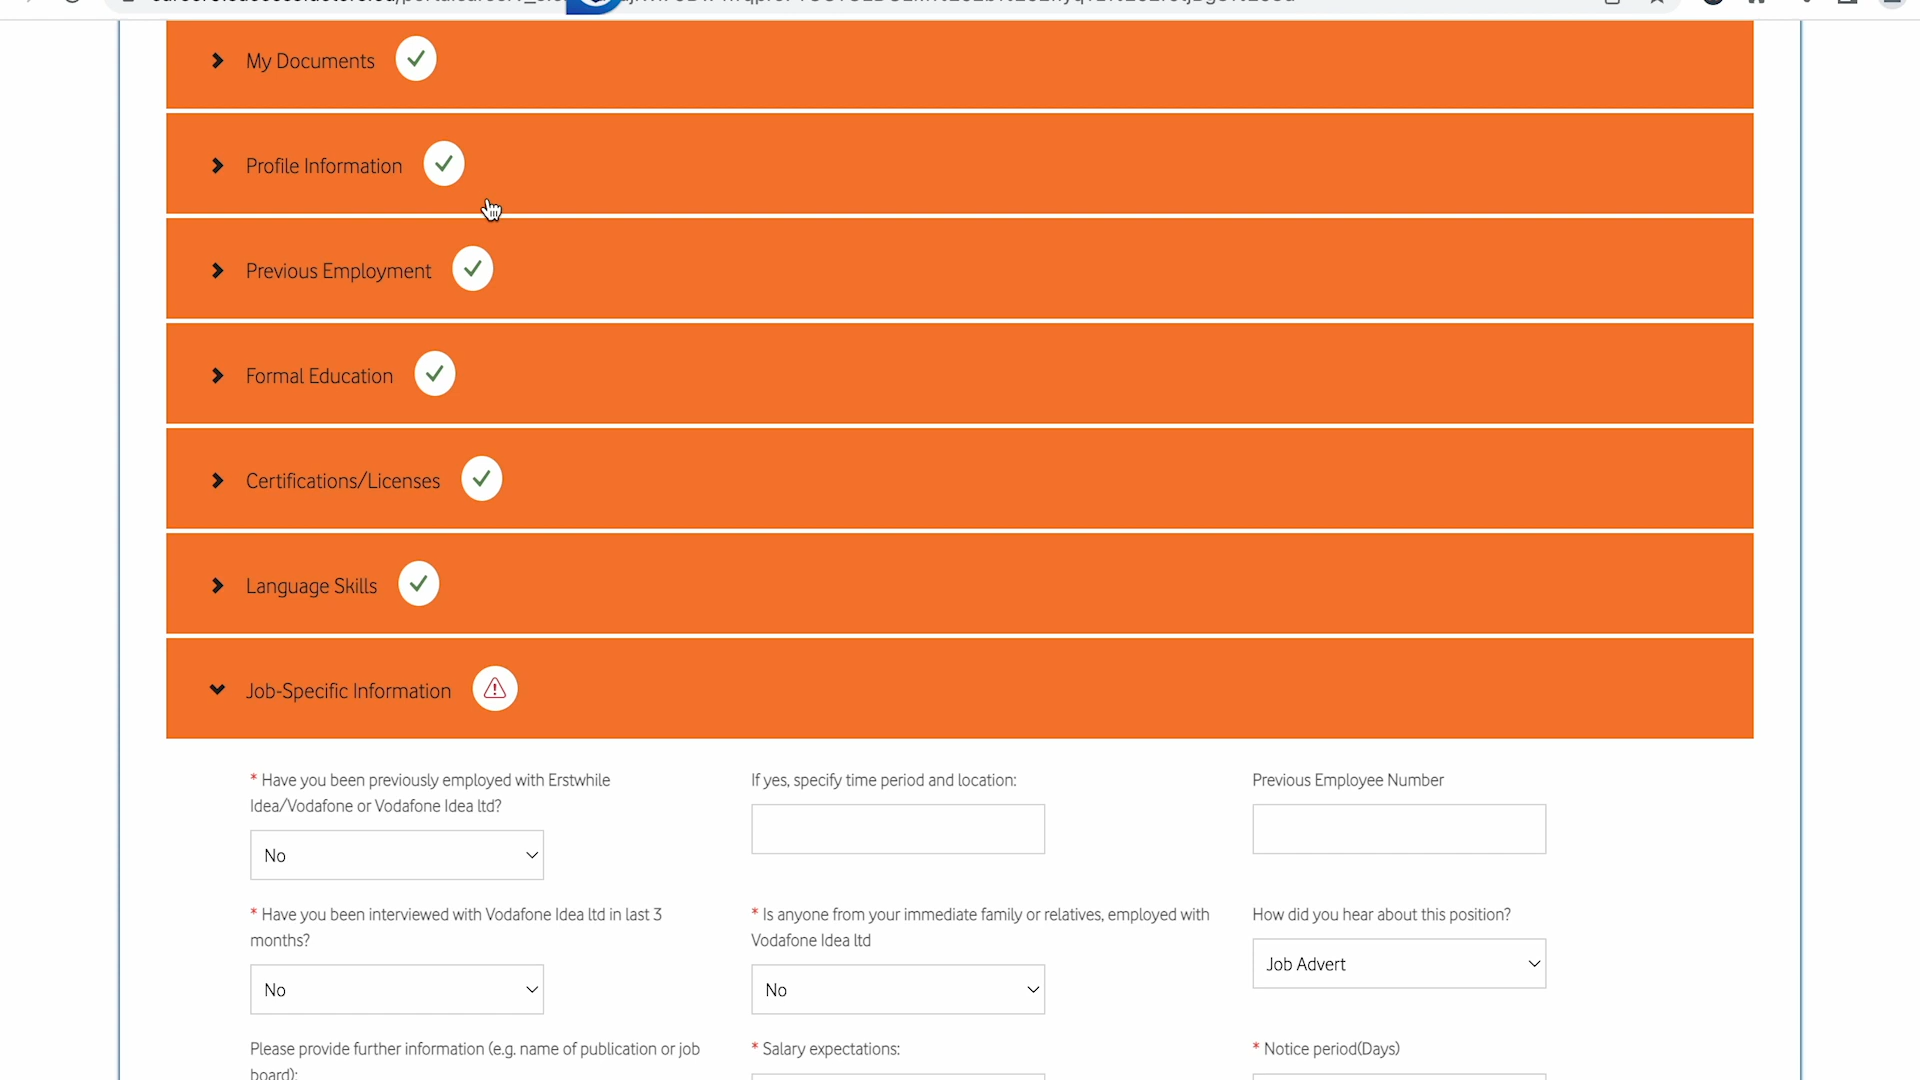 My Documents
Profile Information
Previous Employment
Formal Education
Certifications/Licenses
Language Skills
Job-Specific Information
* Have you been previously employed with Erstwhile
Idea/Vodafone or Vodafone Idea ltd?
No
If yes, specify time period and location:
Previous Employee Number
* Have you been interviewed with Vodafone Idea ltd in last 3
months?
No
* Is anyone from your immediate family or relatives, employed with
Vodafone Idea ltd
No
How did you hear about this position?
Job Advert
Please provide further information (e.g. name of publication or job
board):
* Salary expectations:
* Notice period(Days)